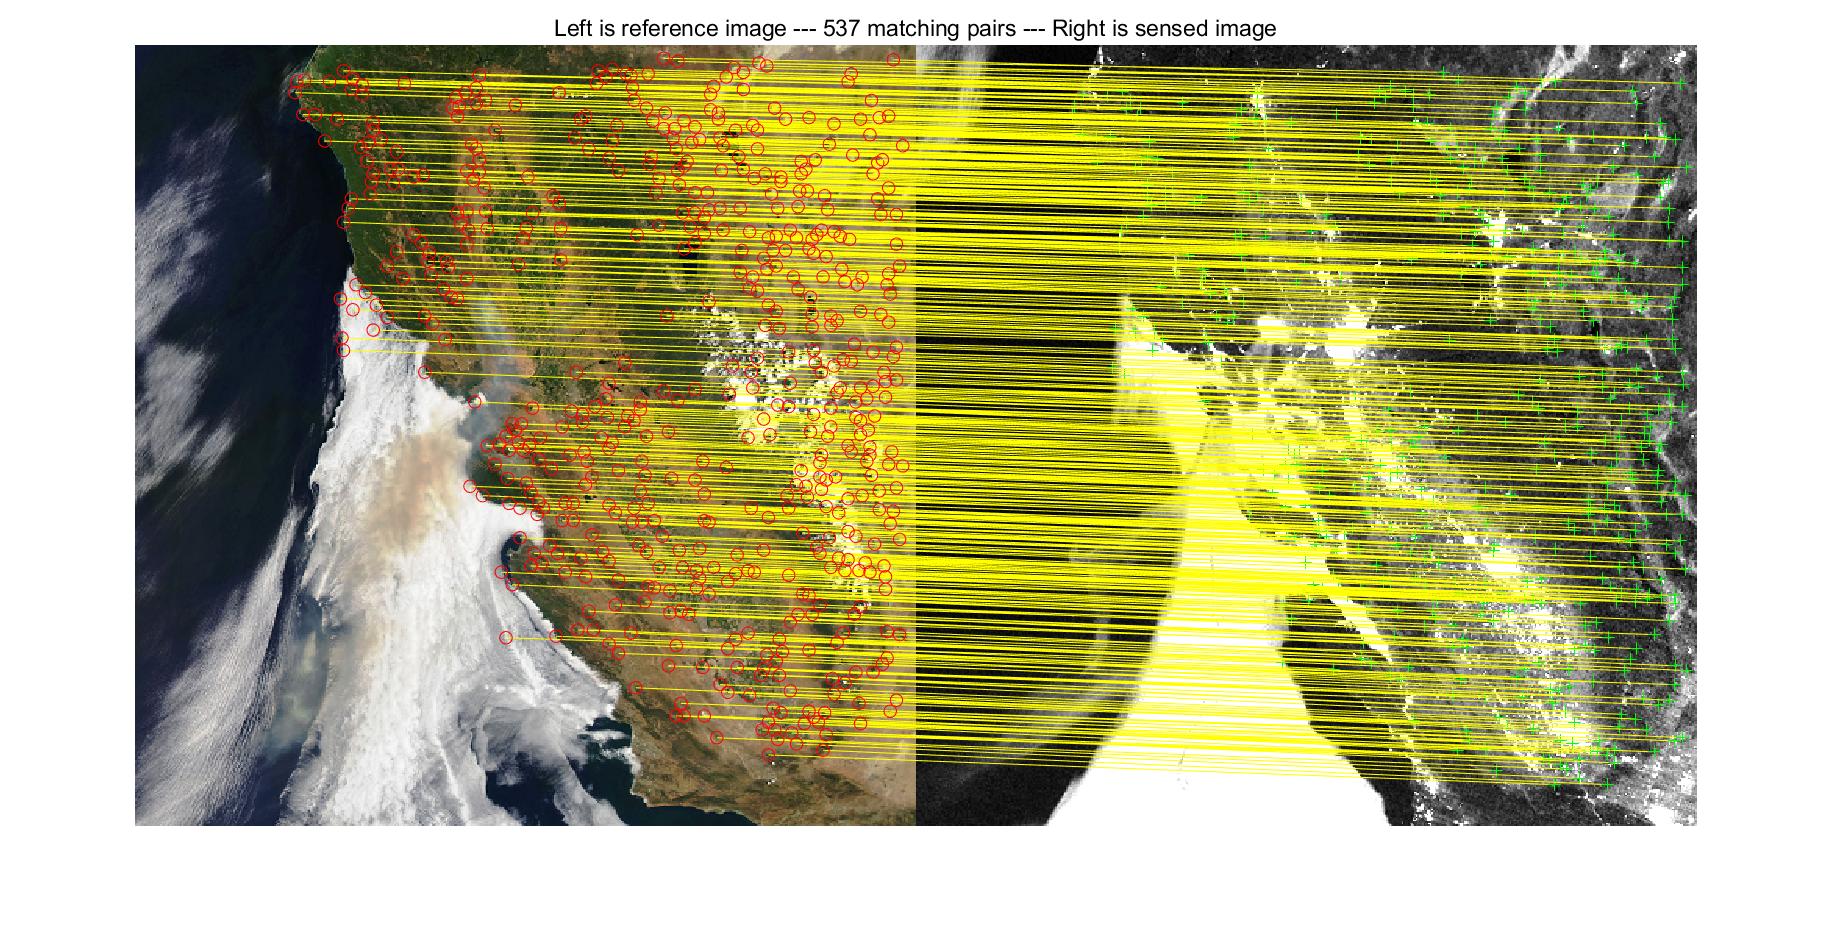 Left is reference image --- 537 matching pairs --- Right is sensed image